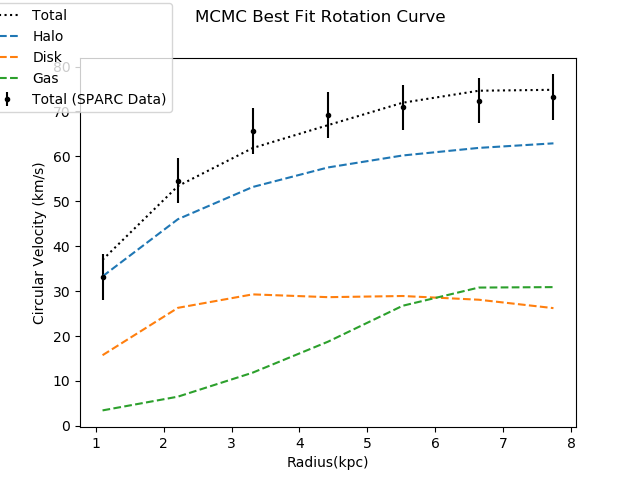 MCMC Best Fit Rotation Curve
Total
Halo
Disk
Gas
Total (SPARC Data)
80
70
60
50
40
30
20
10
0
Circular Velocity (km/s)
1 2 3 4 5 6 7 8
Radius(kpc)